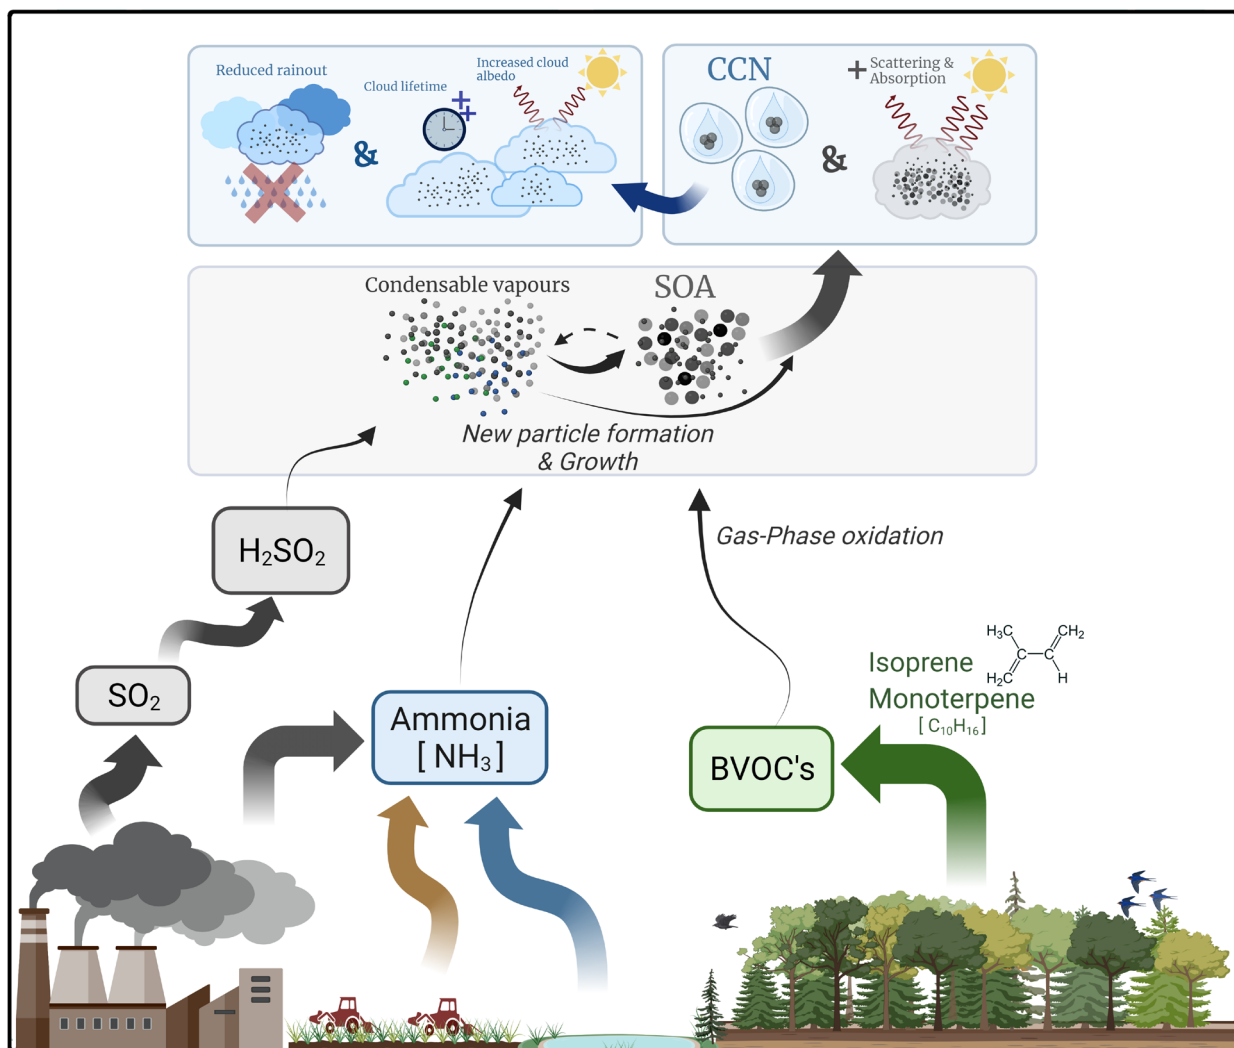 Reduced rainout
Cloud lifetime
Increased cloud
albedo
&
CCN
+ Scattering &
Absorption
&
Condensable vapours
SOA
New particle formation
& Growth
H₂SO₂
Gas-Phase oxidation
SO₂
Ammonia
[ NH₃ ]
Isoprene
Monoterpene
[ C₁₀H₁₆ ]
H₃C
CH₂
C
C
H₂C
H
BVOC's